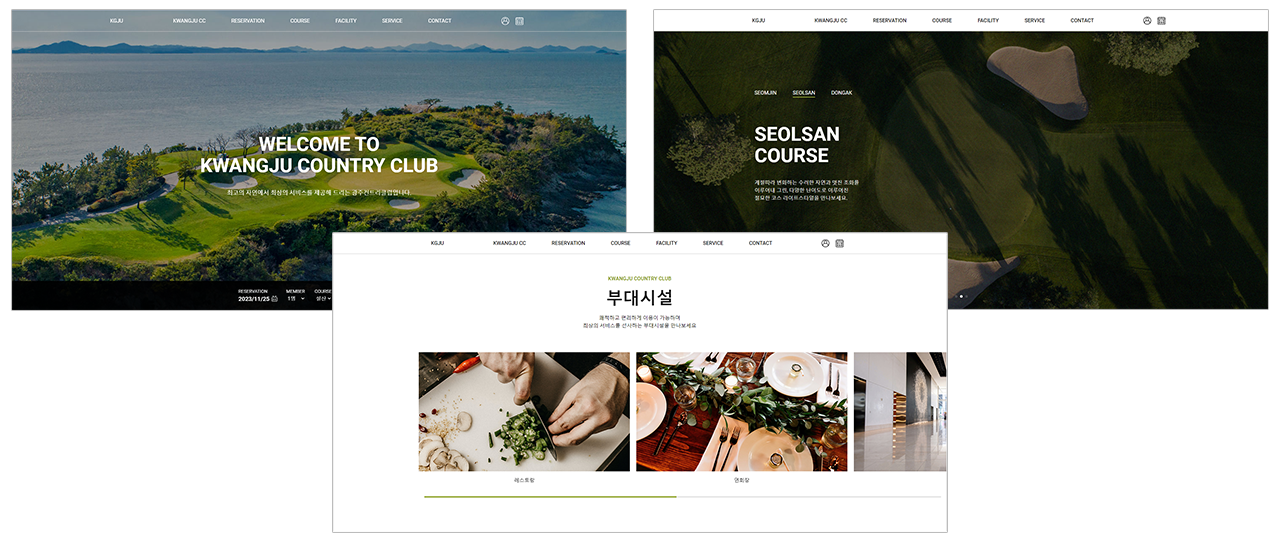 KGJU KWANGJU CC RESERVATION COURSE FACILITY SERVICE CONTACT
WELCOME TO
KWANGJU COUNTRY CLUB
최고의 자연에서 최상의 서비스를 제공해 드리는 광주컨트리클럽입니다.
RESERVATION MEMBER COURSE
2023/11/25 1명 설산
KGJU KWANGJU CC RESERVATION COURSE FACILITY SERVICE CONTACT
SEOMJIN SEOLSAN DONGAK
SEOLSAN
COURSE
계절따라 변화하는 수려한 자연과 멋진 조화를
이루어낸 그린, 다양한 난이도로 이루어진
필요한 코스 라이프스타일을 만나보세요.
KGJU KWANGJU CC RESERVATION COURSE FACILITY SERVICE CONTACT
KWANGJU COUNTRY CLUB
부대시설
쾌적하고 편리하게 이용이 가능하며
최상의 서비스를 선사하는 부대시설을 만나보세요
레스토랑 연회장